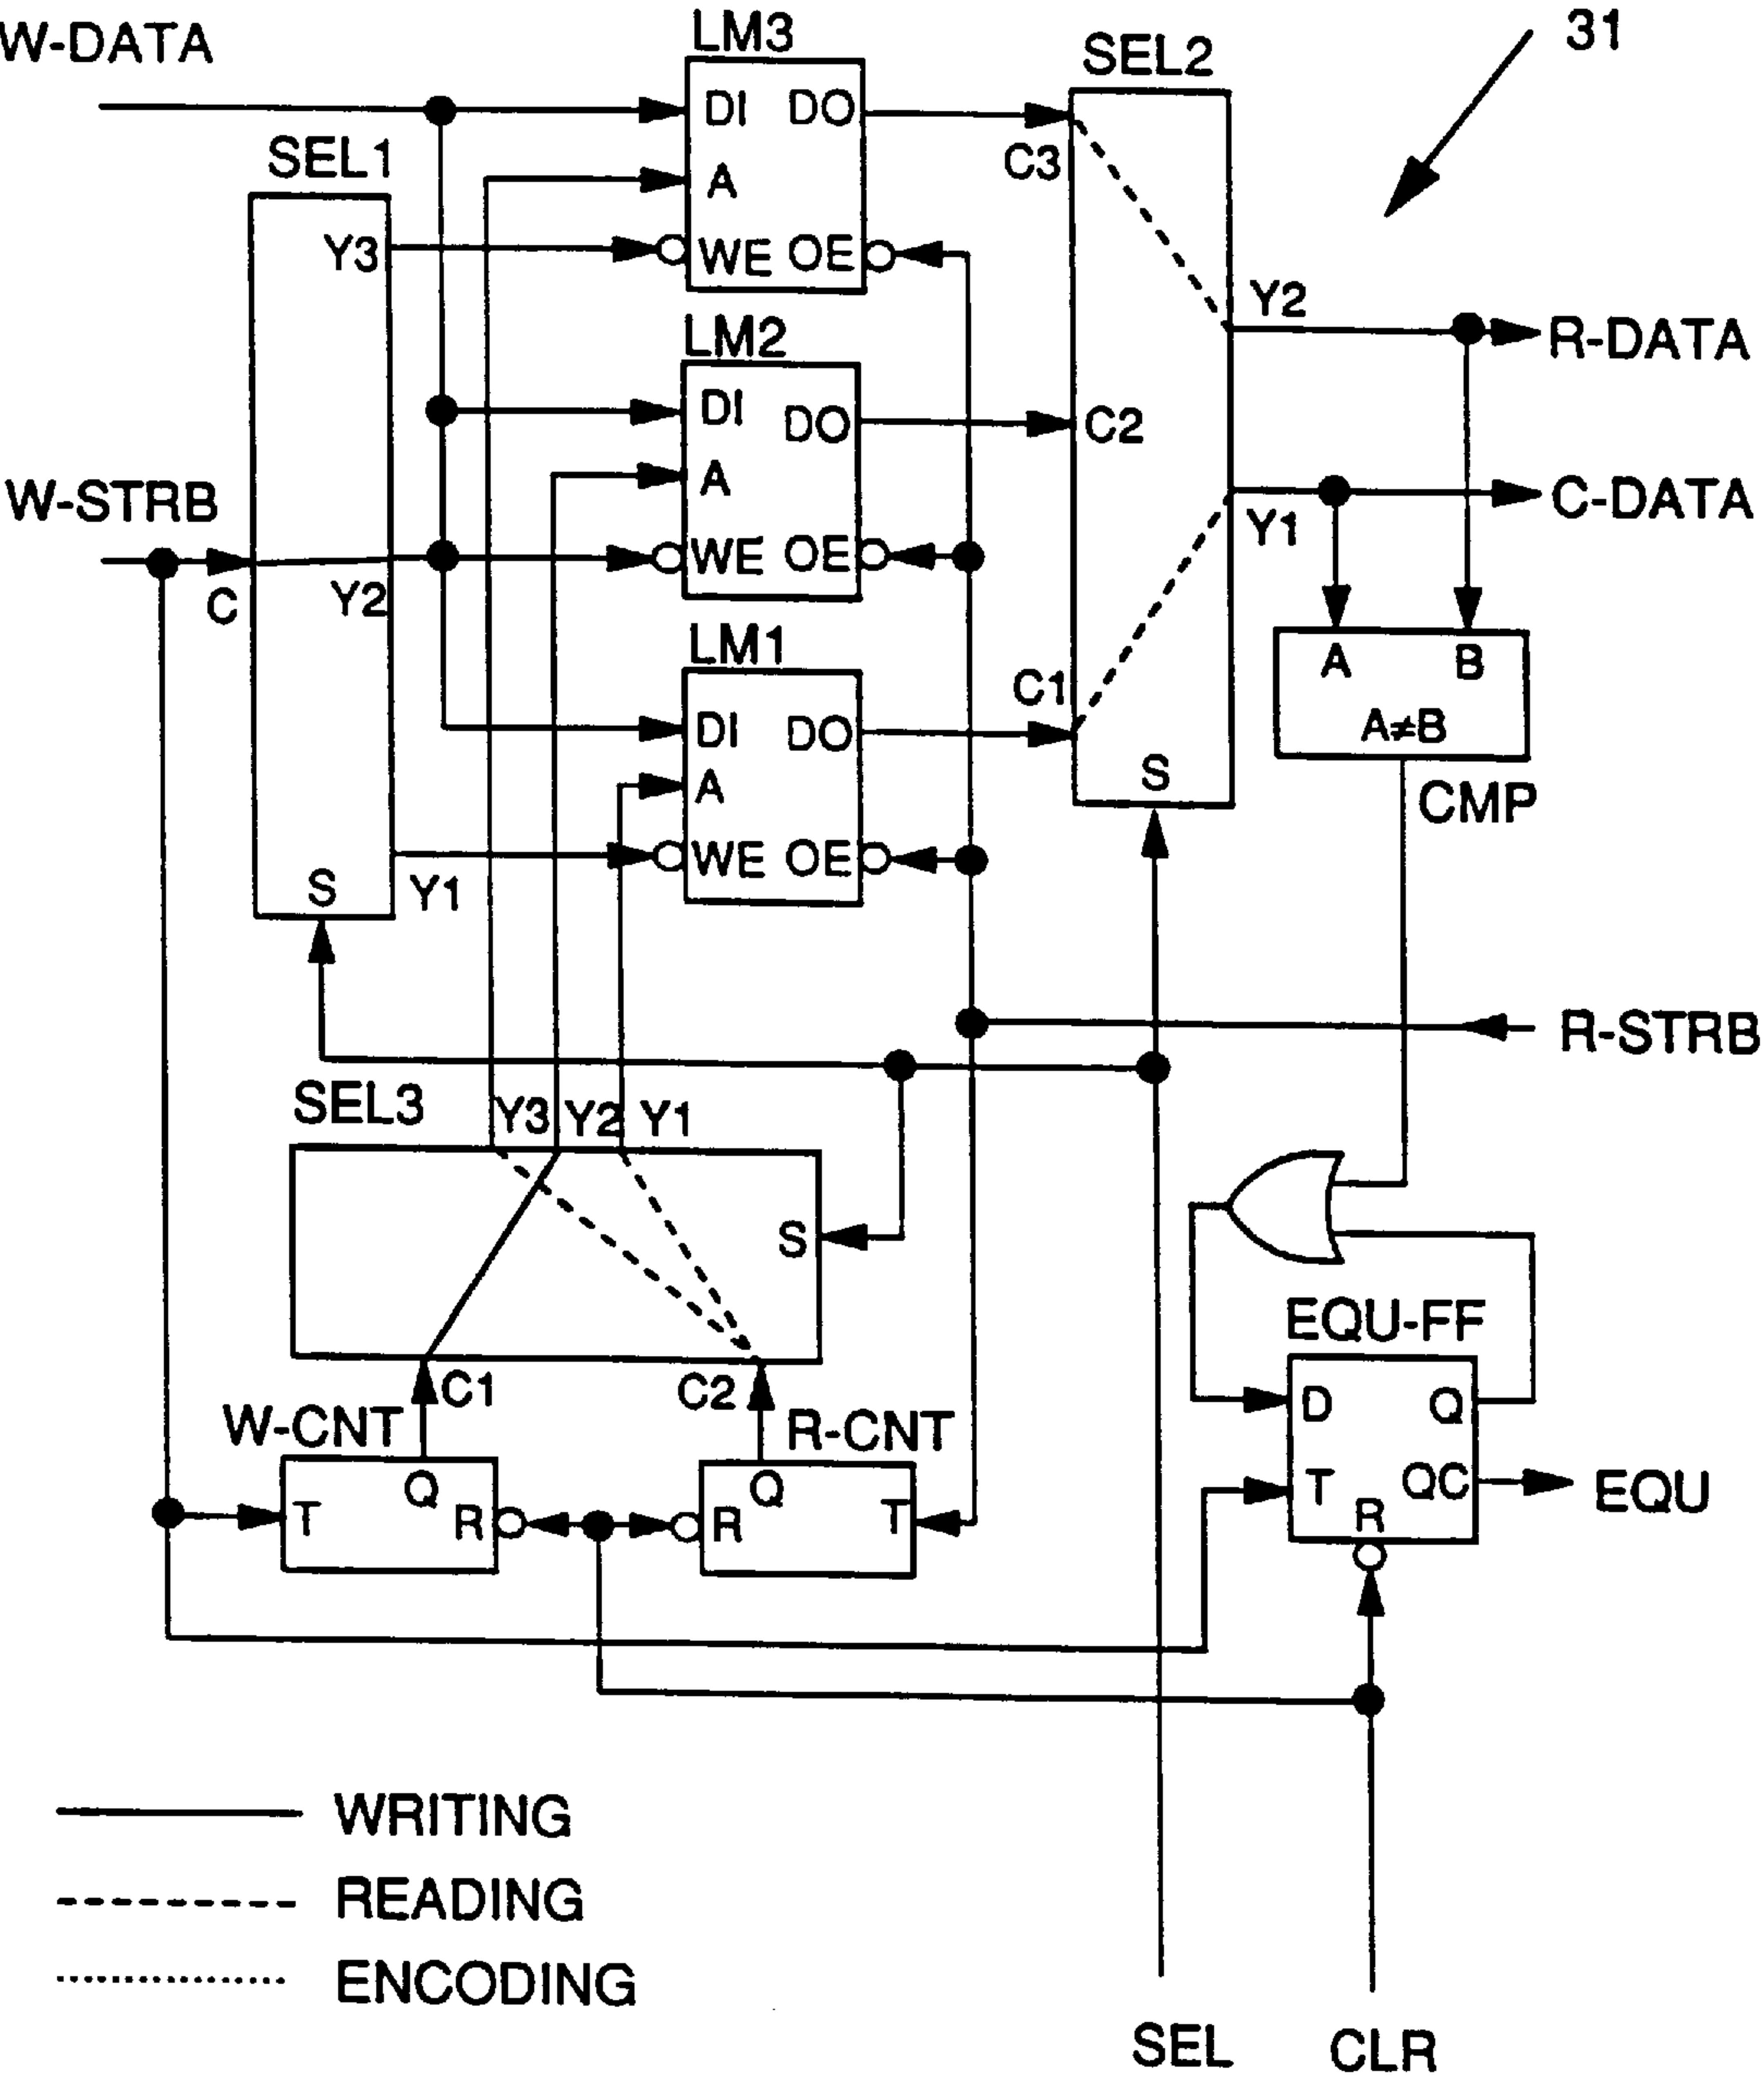 W-DATA
LM3
SEL2
31
DI DO
A
WE OE
SEL1
Y3
C3
Y2
R-DATA
LM2
DI DO
A
WE OE
C2
W-STRB
C
Y2
Y1
C-DATA
LM1
DI DO
A
WE OE
C1
S
A B
A≠B
CMP
S
Y1
R-STRB
SEL3
Y3 Y2 Y1
S
C1
C2
W-CNT
R-CNT
T Q R
R Q T
EQU-FF
D Q
T QC
R
EQU
WRITING
READING
ENCODING
SEL
CLR